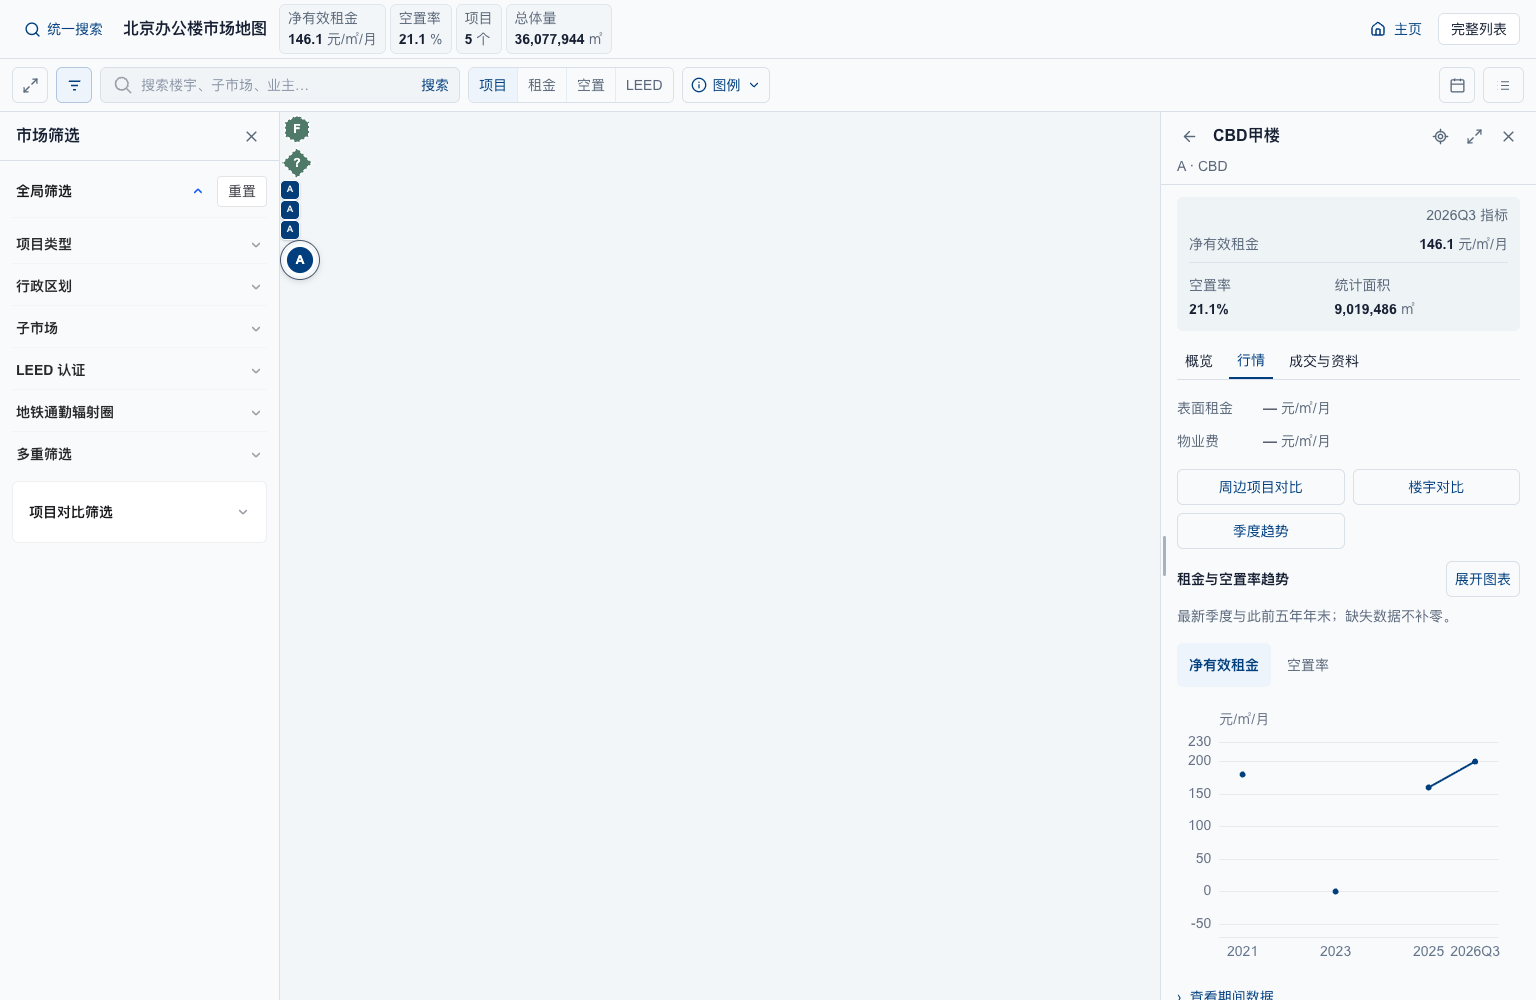 统一搜索
北京办公楼市场地图
净有效租金
146.1 元/㎡/月
空置率
21.1 %
项目
5 个
总体量
36,077,944 ㎡
主页
完整列表
搜索楼宇、子市场、业主…
搜索
项目
租金
空置
LEED
图例
市场筛选
全局筛选
重置
项目类型
行政区划
子市场
LEED 认证
地铁通勤辐射圈
多重筛选
项目对比筛选
F
?
A
A
A
A
CBD甲楼
A · CBD
2026Q3 指标
净有效租金
146.1 元/㎡/月
空置率
统计面积
21.1%
9,019,486 ㎡
概览
行情
成交与资料
表面租金
— 元/㎡/月
物业费
— 元/㎡/月
周边项目对比
楼宇对比
季度趋势
租金与空置率趋势
展开图表
最新季度与此前五年年末；缺失数据不补零。
净有效租金
空置率
元/㎡/月
230
200
150
100
50
0
-50
2021
2023
2025
2026Q3
查看期间数据